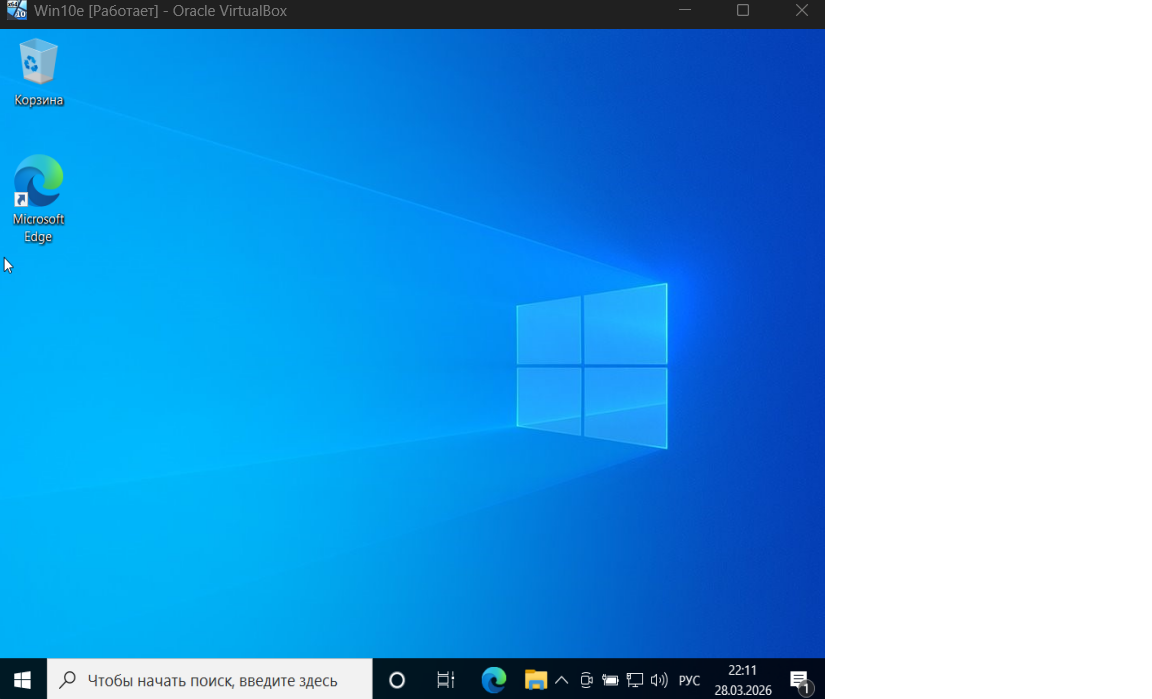 Win10e [Работает] - Oracle VirtualBox
Корзина
Microsoft
Edge
Чтобы начать поиск, введите здесь
РУС
22:11
28.03.2026
1